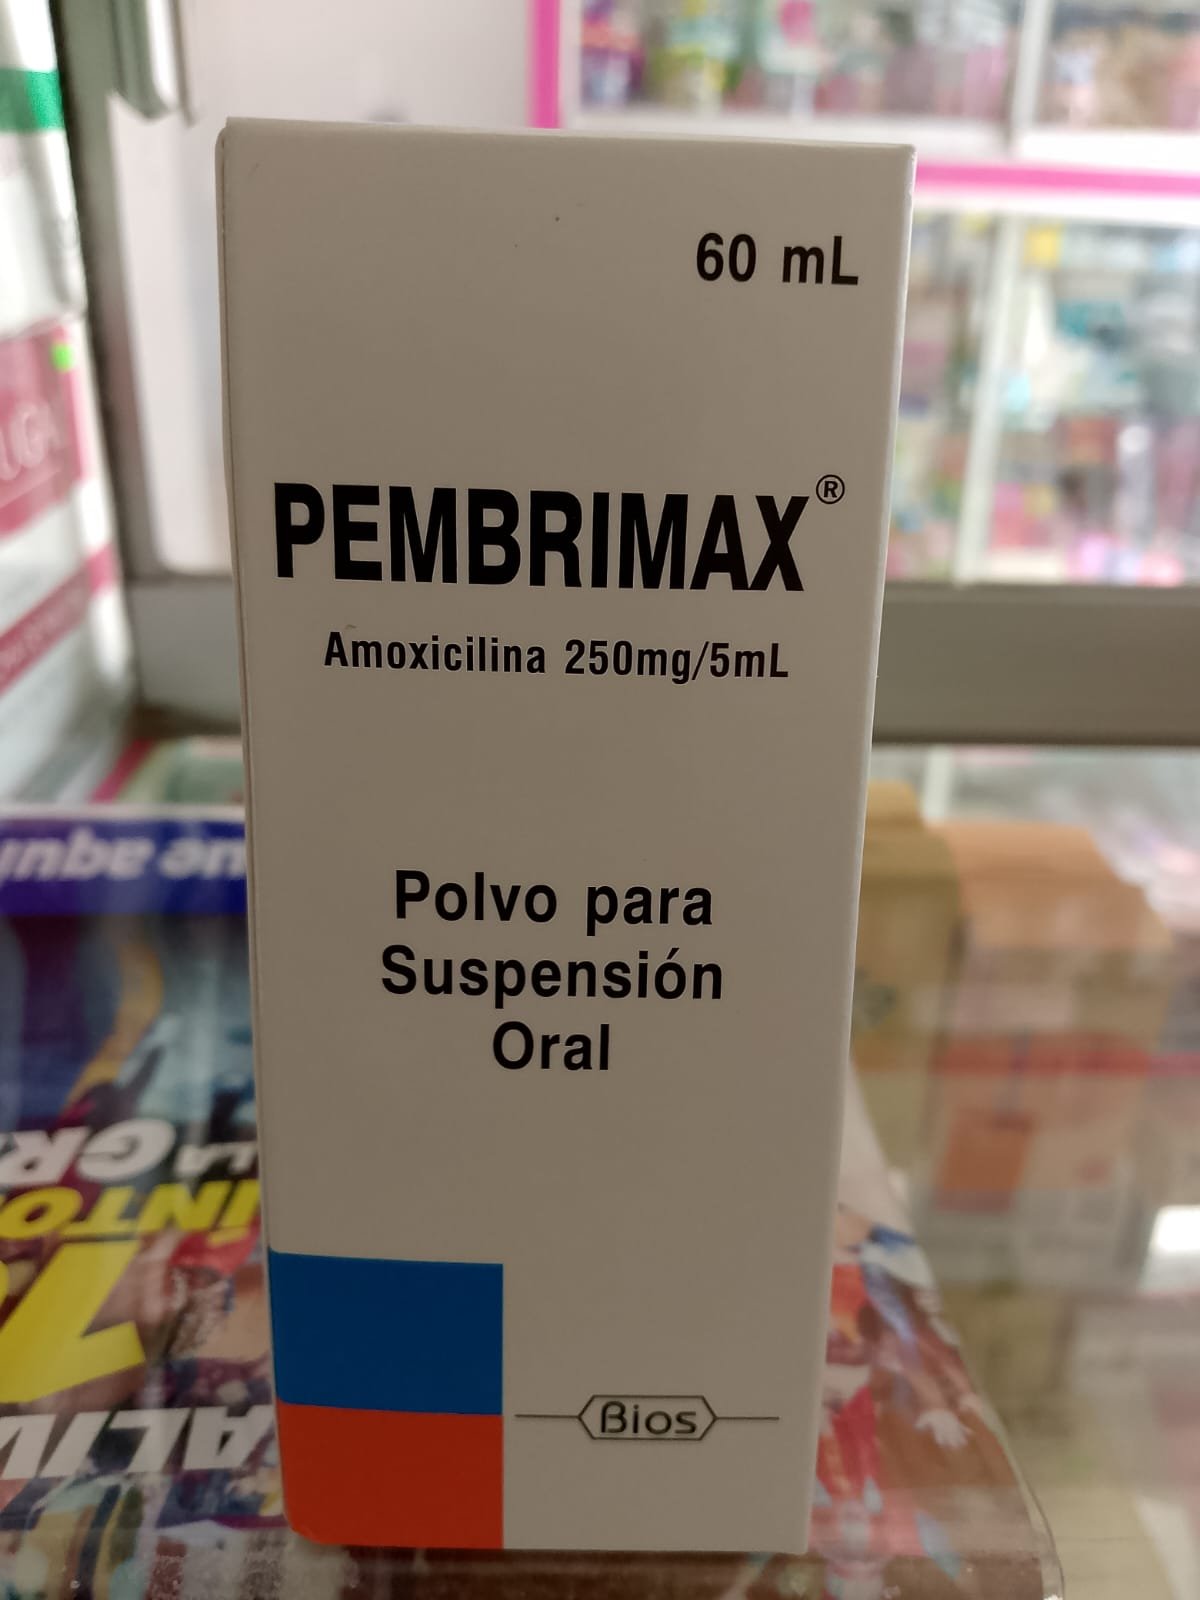 60 mL
PEMBRIMAX®
Amoxicilina 250mg/5mL
Polvo para
Suspensión
Oral
Bios